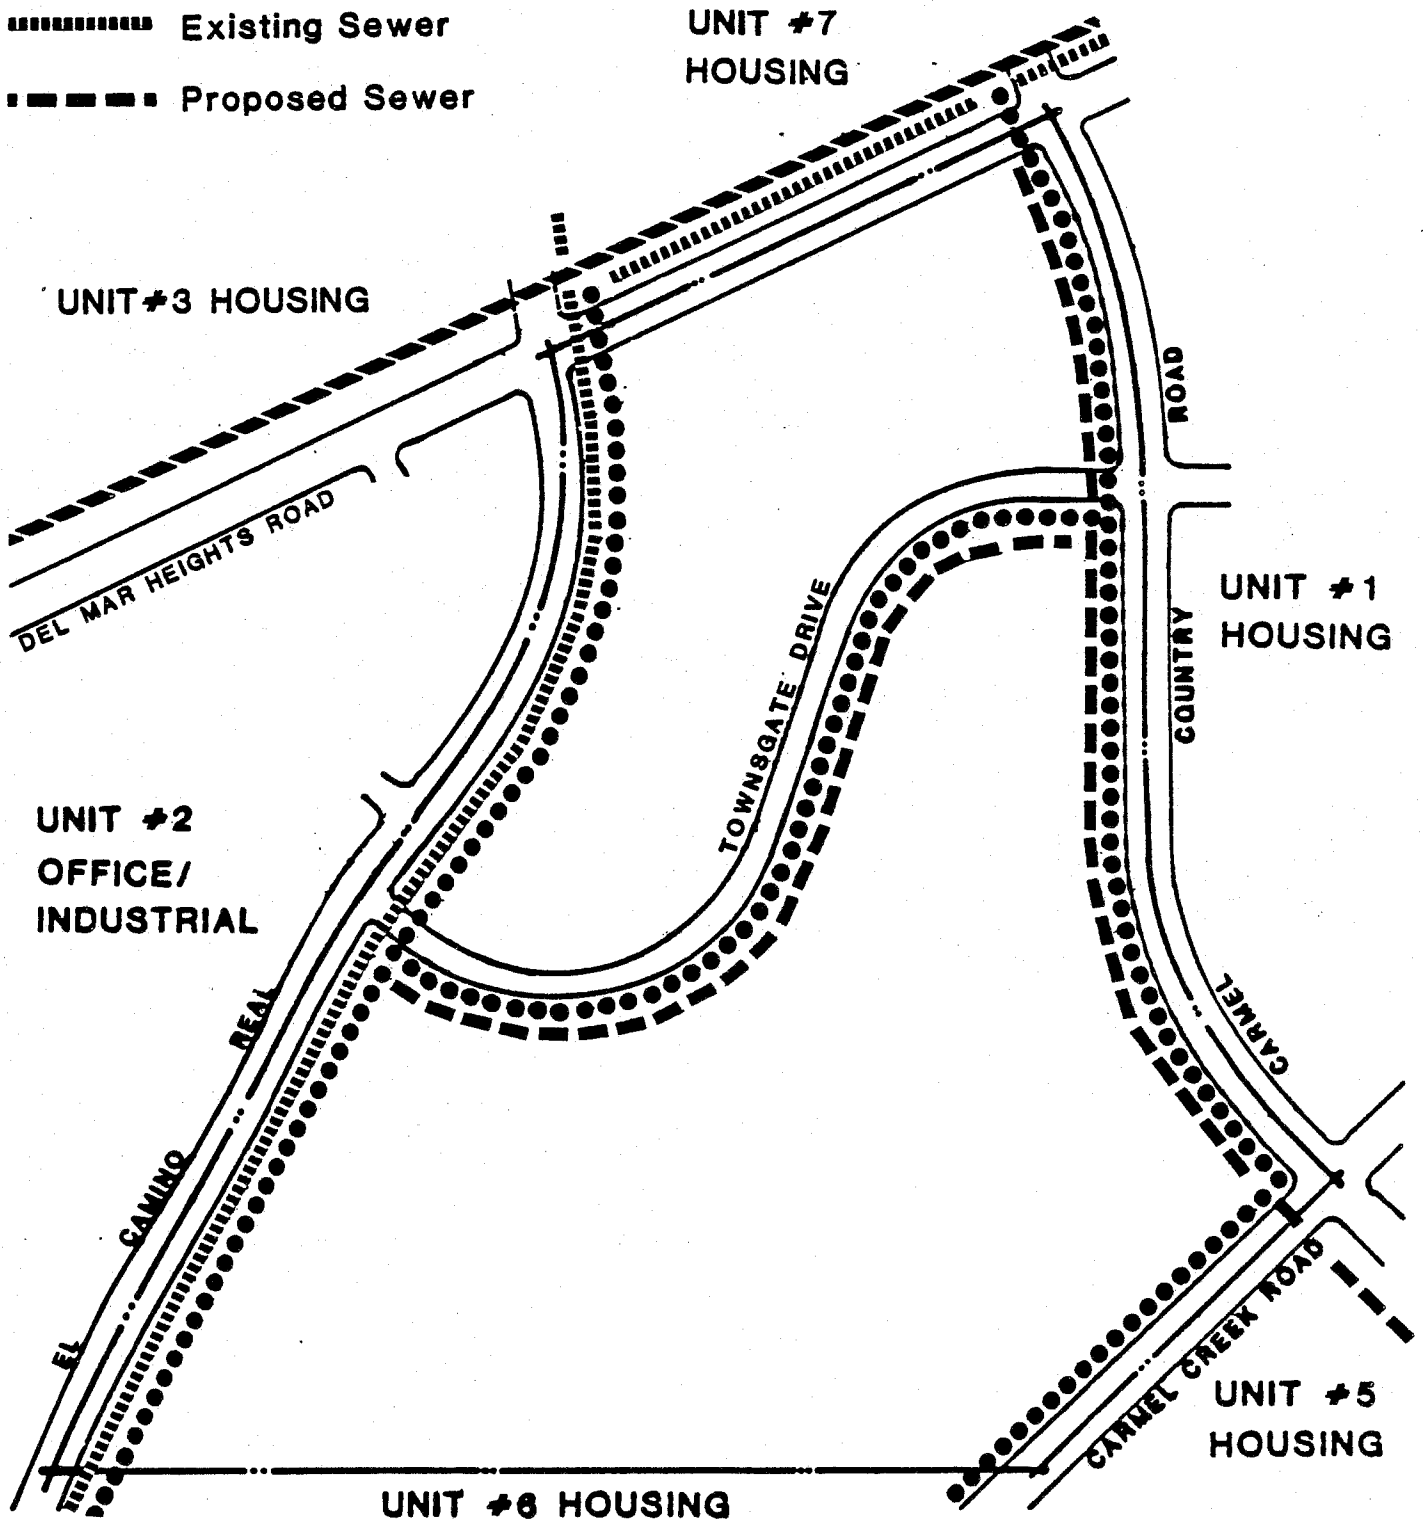 Existing Sewer
Proposed Sewer
UNIT #7
HOUSING
UNIT #3 HOUSING
DEL MAR HEIGHTS ROAD
UNIT #1
HOUSING
CARMEL COUNTRY ROAD
TOWNSGATE DRIVE
UNIT #2
OFFICE/
INDUSTRIAL
EL CAMINO REAL
CARMEL CREEK ROAD
UNIT #5
HOUSING
UNIT #6 HOUSING